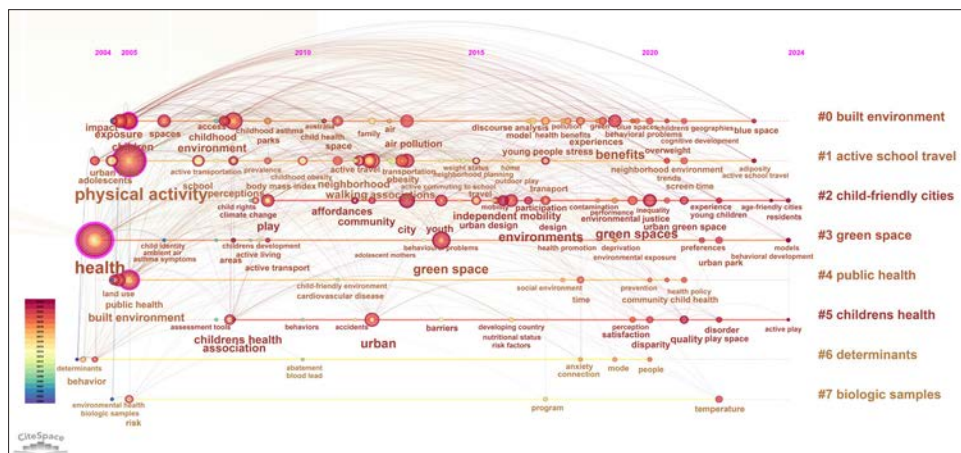 2004 2005 2010 2015 2020 2024
impact
exposure
children
spaces
access
childhood
environment
childhood asthma
parks
australia
child health
space
family
air
air pollution
discourse analysis
model
pollution
health benefits
experiences
green
blue spaces
behavioral problems
benefits
childrens geographies
cognitive development
overweight
blue space
#0 built environment
urban
adolescents
physical activity
active transportation
school
prevalence
childhood obesity
body mass index
perceptions
active travel
neighborhood
walking associations
transportation
obesity
active commuting to school
travel
weight status
home
neighborhood planning
outdoor play
young people stress
transport
neighborhood environment
trends
screen time
adiposity
active school travel
#1 active school travel
child rights
climate change
play
affordances
community
city
youth
mobility
independent mobility
urban design
participation
design
environments
contamination
performance
environmental justice
inequality
green spaces
urban green space
experience
young children
age-friendly cities
residents
#2 child-friendly cities
health
child identity
ambient air
asthma symptoms
childrens development
active living
areas
active transport
behavioural problems
adolescent mothers
green space
health promotion
deprivation
environmental exposure
preferences
urban park
models
behavioral development
#3 green space
land use
public health
built environment
child-friendly environment
cardiovascular disease
social environment
time
prevention
community
health policy
child health
#4 public health
assessment tools
childrens health
association
behaviors
accidents
urban
barriers
developing country
nutritional status
risk factors
perception
satisfaction
disparity
quality
disorder
play space
active play
#5 childrens health
determinants
behavior
abatement
blood lead
anxiety
connection
mode
people
#6 determinants
environmental health
biologic samples
risk
program
temperature
#7 biologic samples
CiteSpace